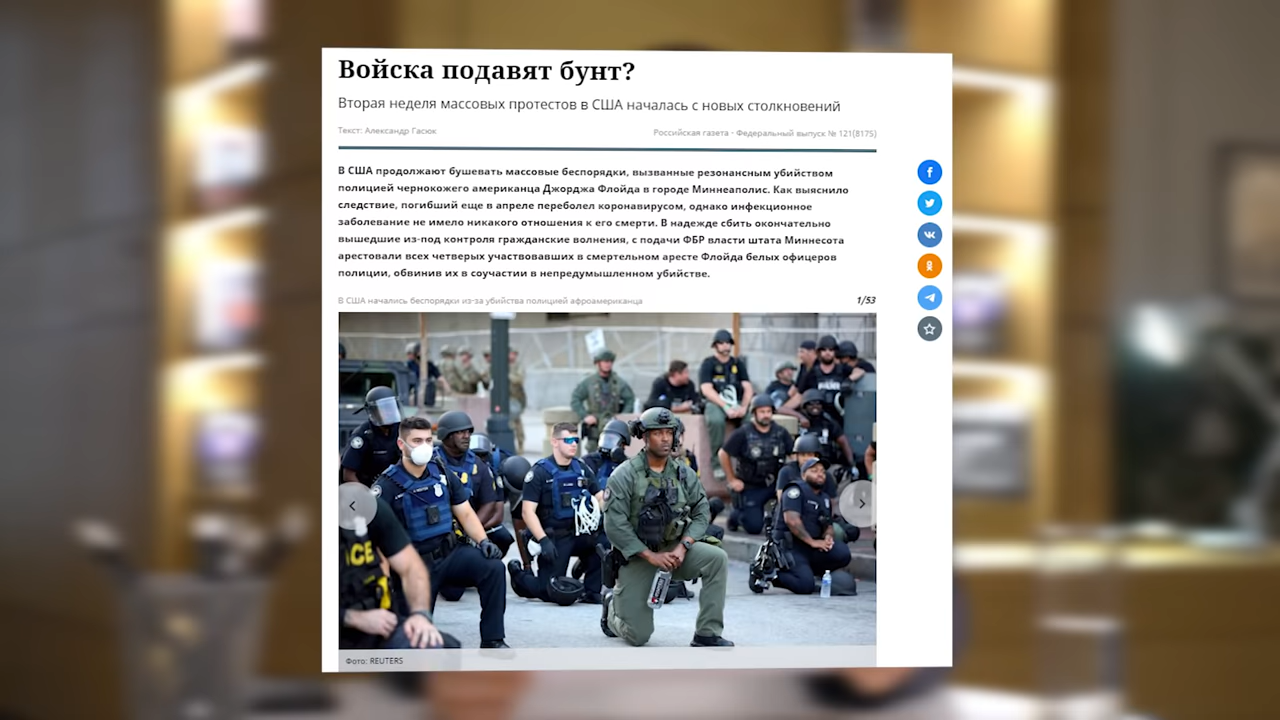 Войска подавят бунт?
Вторая неделя массовых протестов в США началась с новых столкновений
Текст: Александр Гасюк
Российская газета - Федеральный выпуск № 121(8175)
В США продолжают бушевать массовые беспорядки, вызванные резонансным убийством
полицией чернокожего американца Джорджа Флойда в городе Миннеаполис. Как выяснило
следствие, погибший еще в апреле переболел коронавирусом, однако инфекционное
заболевание не имело никакого отношения к его смерти. В надежде сбить окончательно
вышедшие из-под контроля гражданские волнения, с подачи ФБР власти штата Миннесота
арестовали всех четверых участвовавших в смертельном аресте Флойда белых офицеров
полиции, обвинив их в соучастии в непредумышленном убийстве.
В США начались беспорядки из-за убийства полицией афроамериканца
1/53
Фото: REUTERS